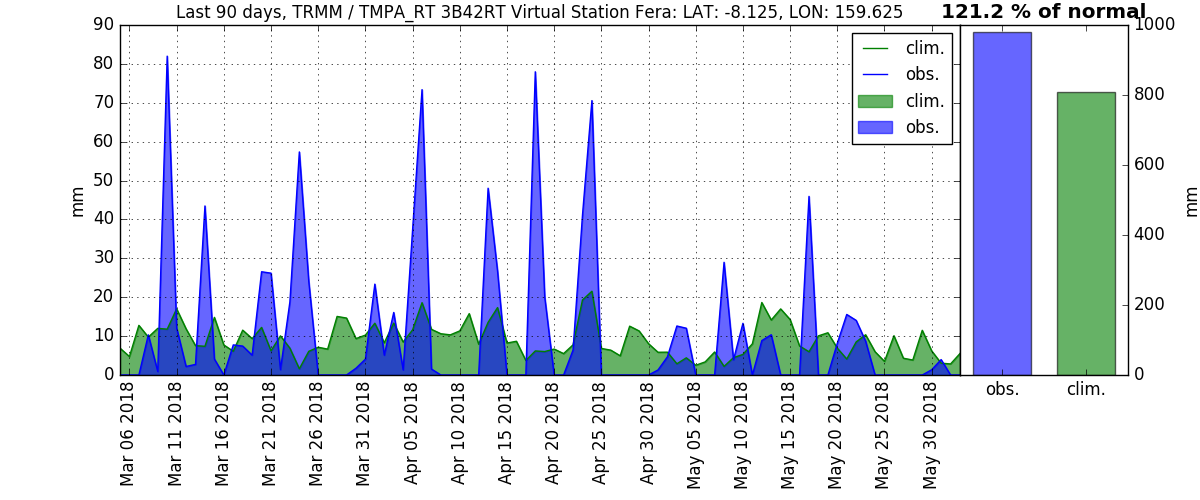 Last 90 days, TRMM / TMPA_RT 3B42RT Virtual Station Fera: LAT: -8.125, LON: 159.625
121.2 % of normal
90
80
70
60
50
40
30
20
10
0
mm
clim.
obs.
clim.
obs.
Mar 06 2018
Mar 11 2018
Mar 16 2018
Mar 21 2018
Mar 26 2018
Mar 31 2018
Apr 05 2018
Apr 10 2018
Apr 15 2018
Apr 20 2018
Apr 25 2018
Apr 30 2018
May 05 2018
May 10 2018
May 15 2018
May 20 2018
May 25 2018
May 30 2018
1000
800
600
400
200
0
mm
obs.
clim.